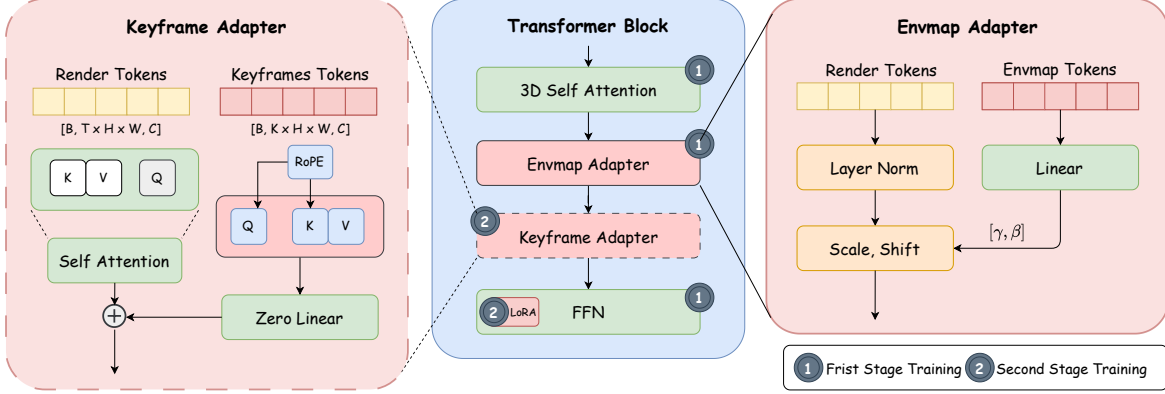 Keyframe Adapter
Render Tokens
Keyframes Tokens
[B, T x H x W, C]
[B, K x H x W, C]
RoPE
K
V
Q
Q
K
V
Self Attention
Zero Linear
+
Transformer Block
3D Self Attention
1
Envmap Adapter
1
Keyframe Adapter
2
FFN
1
2
LoRA
Envmap Adapter
Render Tokens
Envmap Tokens
Layer Norm
Linear
[γ, β]
Scale, Shift
1 Frist Stage Training
2 Second Stage Training